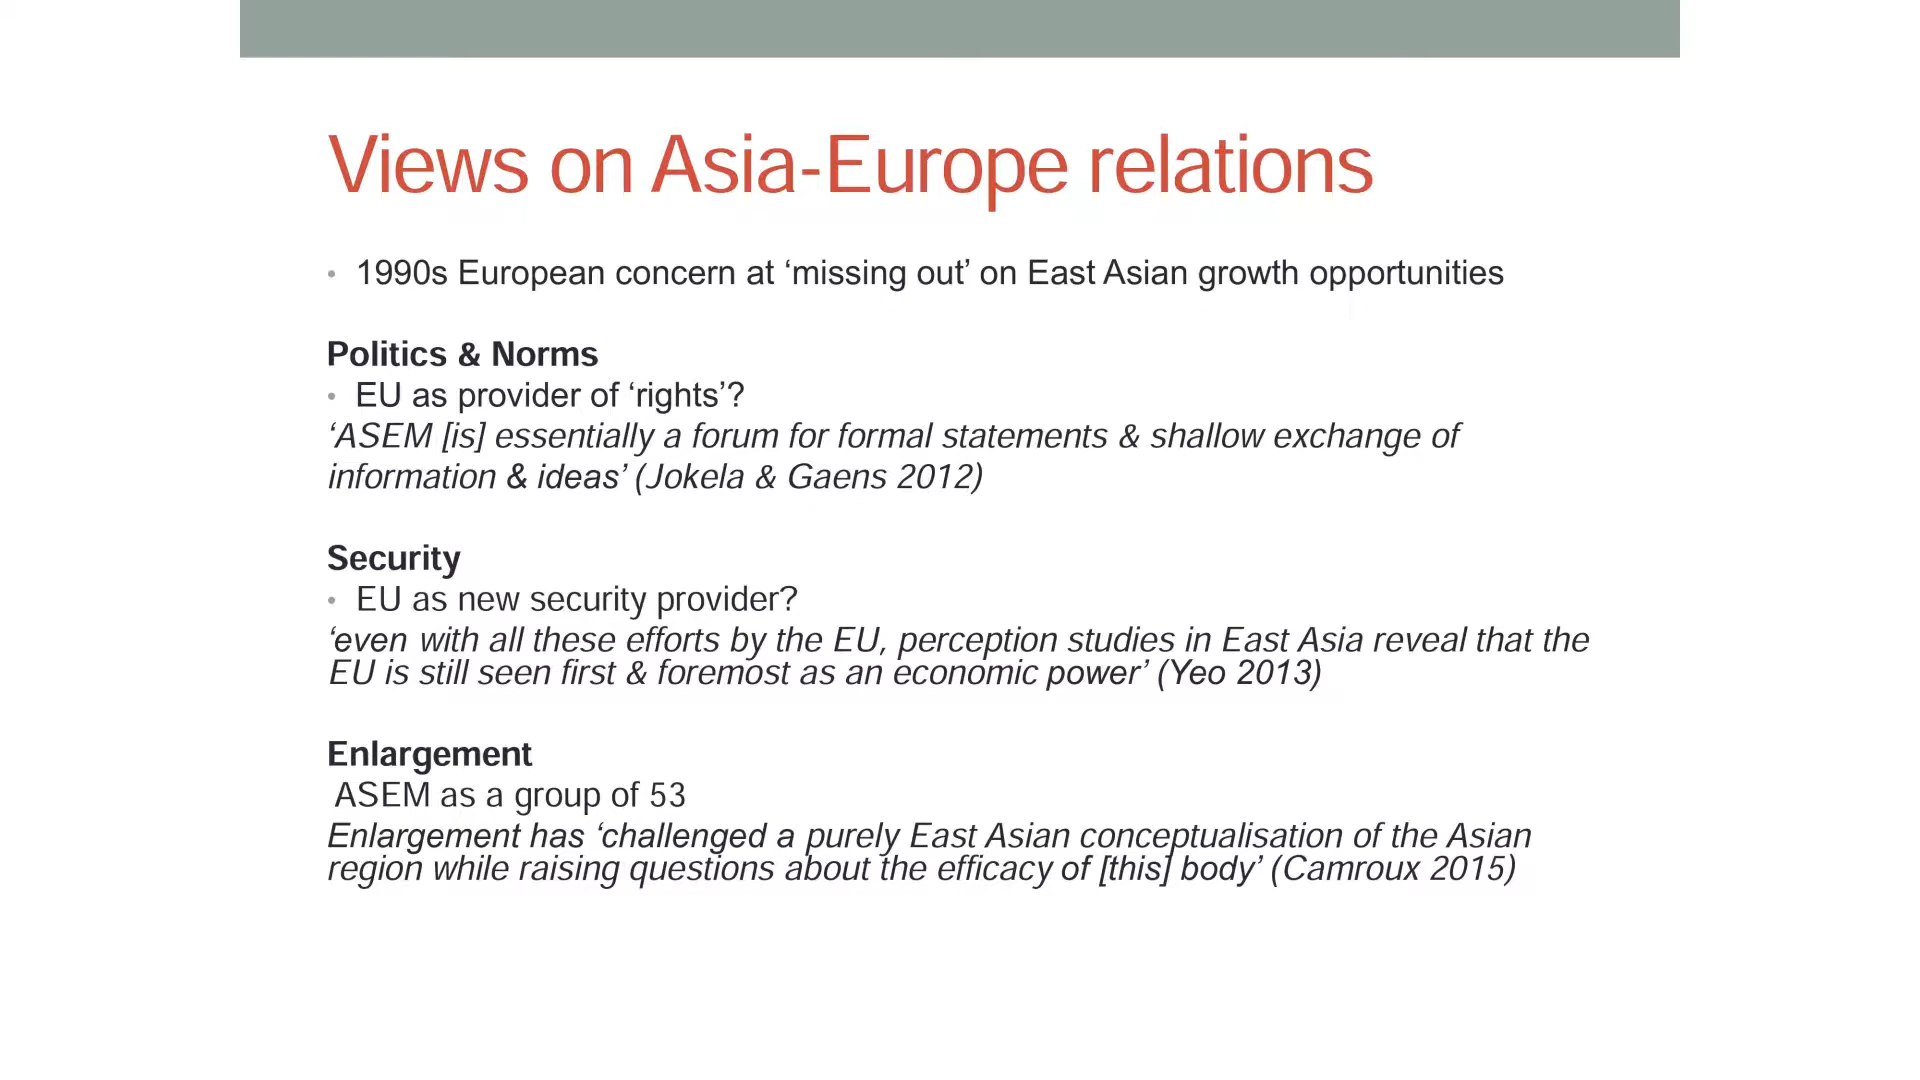 Views on Asia-Europe relations
• 1990s European concern at ‘missing out’ on East Asian growth opportunities
Politics & Norms
• EU as provider of ‘rights’?
‘ASEM [is] essentially a forum for formal statements & shallow exchange of
information & ideas’ (Jokela & Gaens 2012)
Security
• EU as new security provider?
‘even with all these efforts by the EU, perception studies in East Asia reveal that the
EU is still seen first & foremost as an economic power’ (Yeo 2013)
Enlargement
ASEM as a group of 53
Enlargement has ‘challenged a purely East Asian conceptualisation of the Asian
region while raising questions about the efficacy of [this] body’ (Camroux 2015)